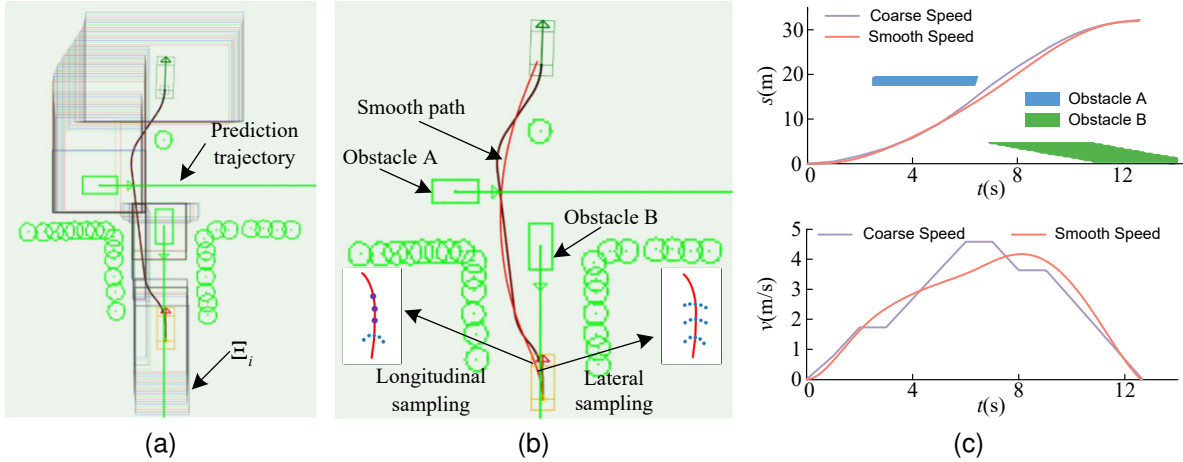 Prediction
trajectory
Ξi
(a)
Smooth path
Obstacle A
Obstacle B
Longitudinal
sampling
Lateral
sampling
(b)
Coarse Speed
Smooth Speed
s(m)
30
20
10
0
Obstacle A
Obstacle B
0 4 8 12
t(s)
Coarse Speed Smooth Speed
v(m/s)
5
4
3
2
1
0
0 4 8 12
t(s)
(c)